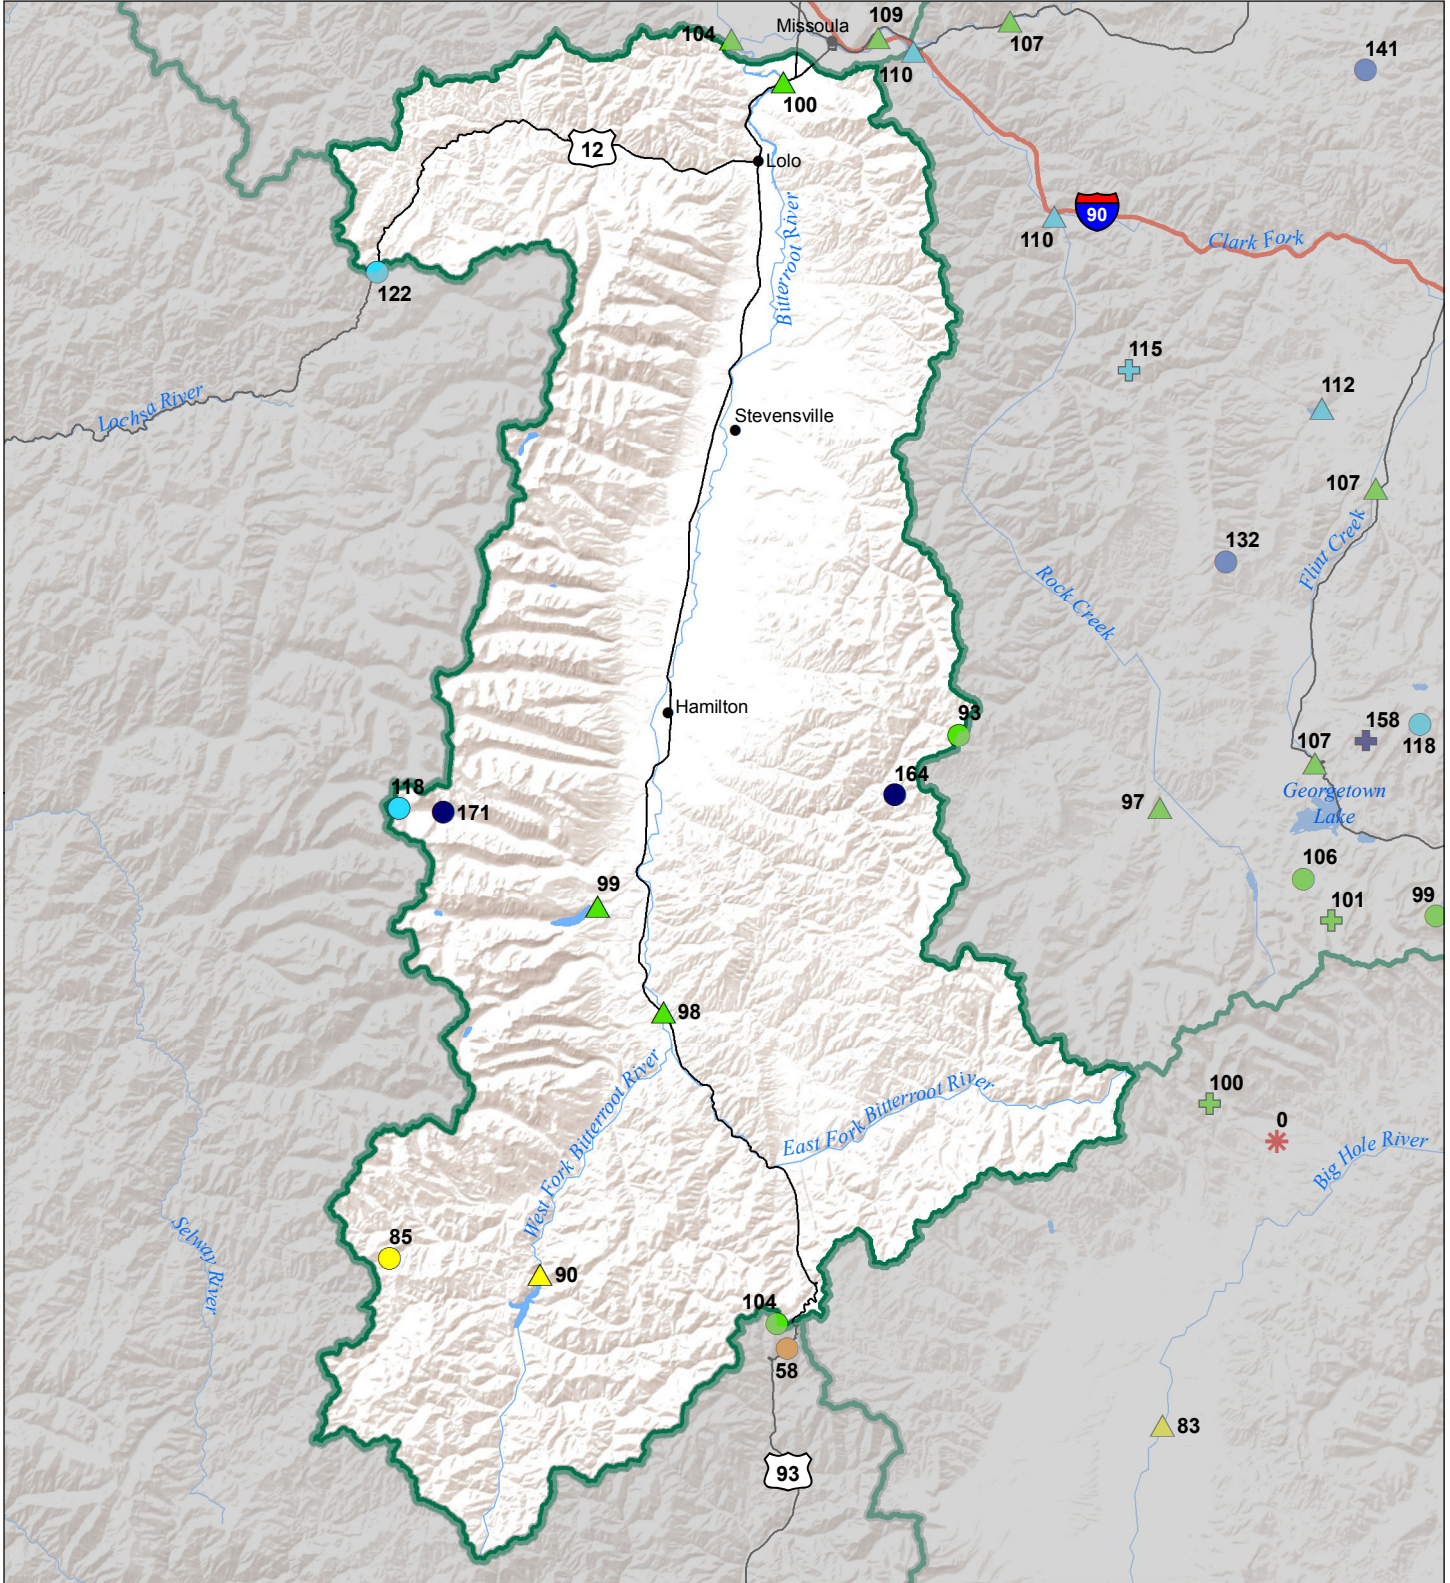 109
Missoula
104
107
141
110
100
12
Lolo
90
Bitterroot River
110
Clark Fork
122
115
112
Lochsa River
Stevensville
107
Flint Creek
132
Rock Creek
Hamilton
93
158
118
107
164
118
171
97
Georgetown
Lake
106
99
101
99
98
West Fork Bitterroot River
East Fork Bitterroot River
100
0
Big Hole River
Selway River
85
90
104
58
83
93